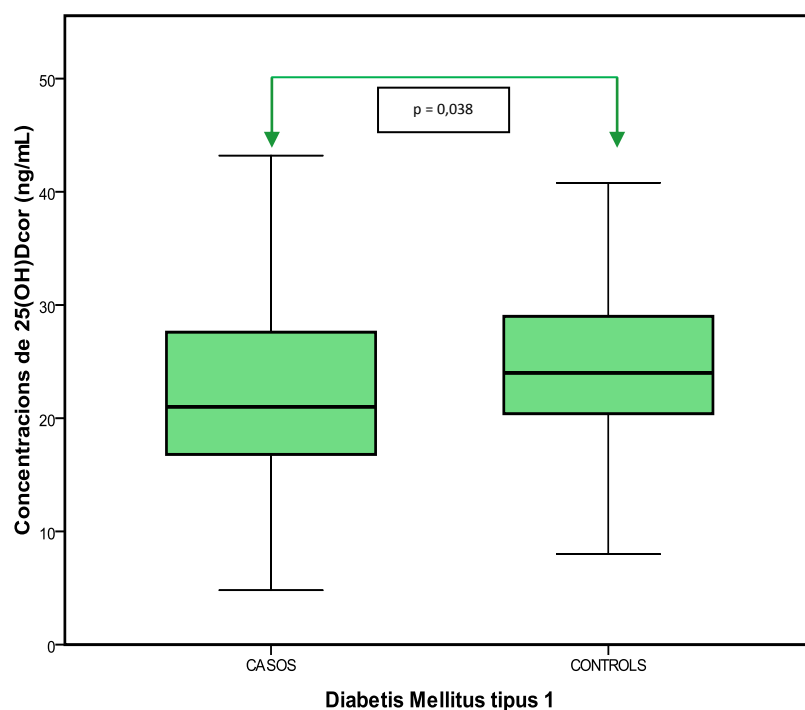 Concentracions de 25(OH)Dcor (ng/mL)
50
40
30
20
10
0
p = 0,038
CASOS
CONTROLS
Diabetis Mellitus tipus 1